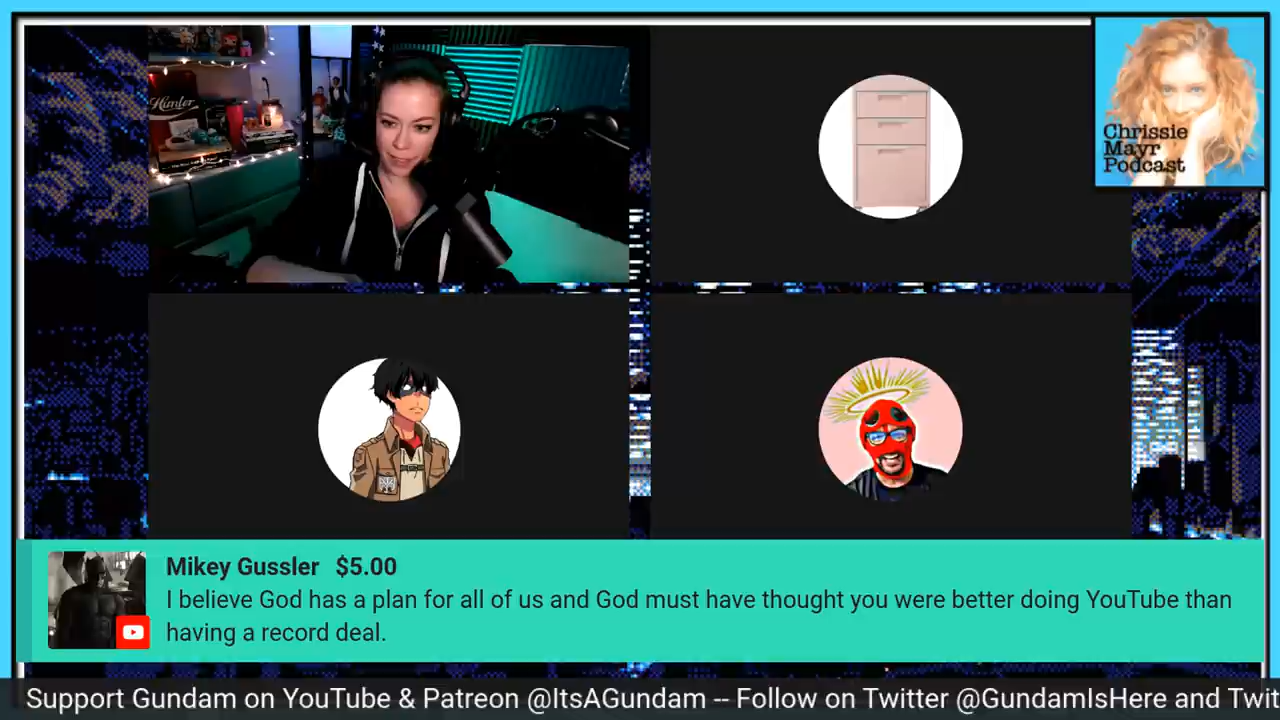 Hunter
Chrissie
Mayr
Podcast
Mikey Gussler $5.00
I believe God has a plan for all of us and God must have thought you were better doing YouTube than
having a record deal.
Support Gundam on YouTube & Patreon @ItsAGundam -- Follow on Twitter @GundamIsHere and Twit